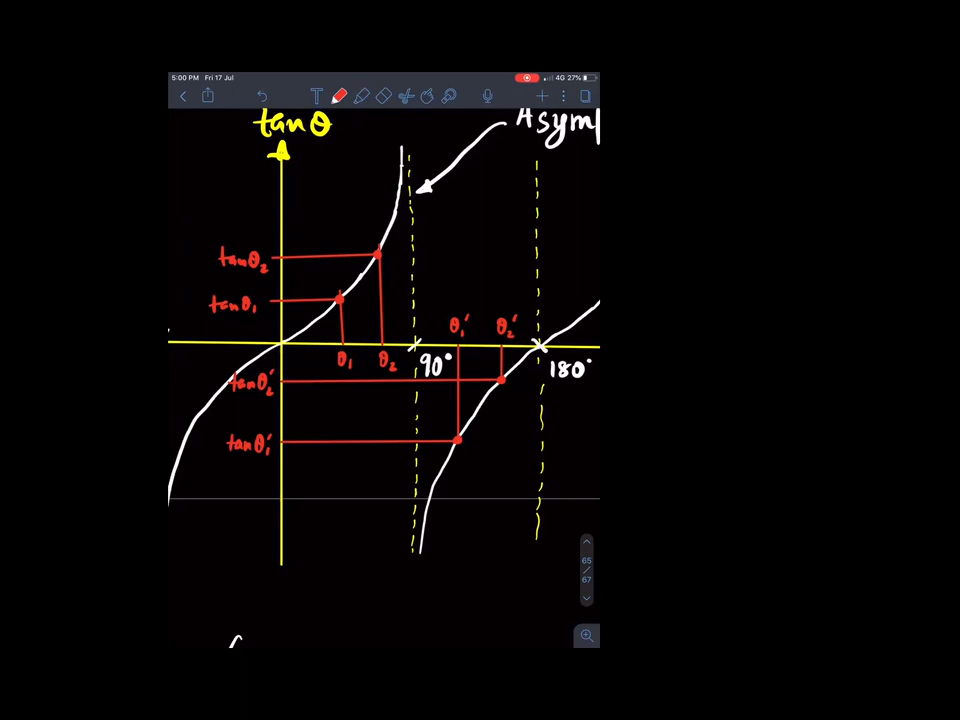 5:00 PM Fri 17 Jul
4G 27%
T
tan θ
Asym
tanθ₂
tanθ₁
θ₁' θ₂'
θ₁ θ₂ 90° 180°
tanθ₂'
tanθ₁'
65
/
67